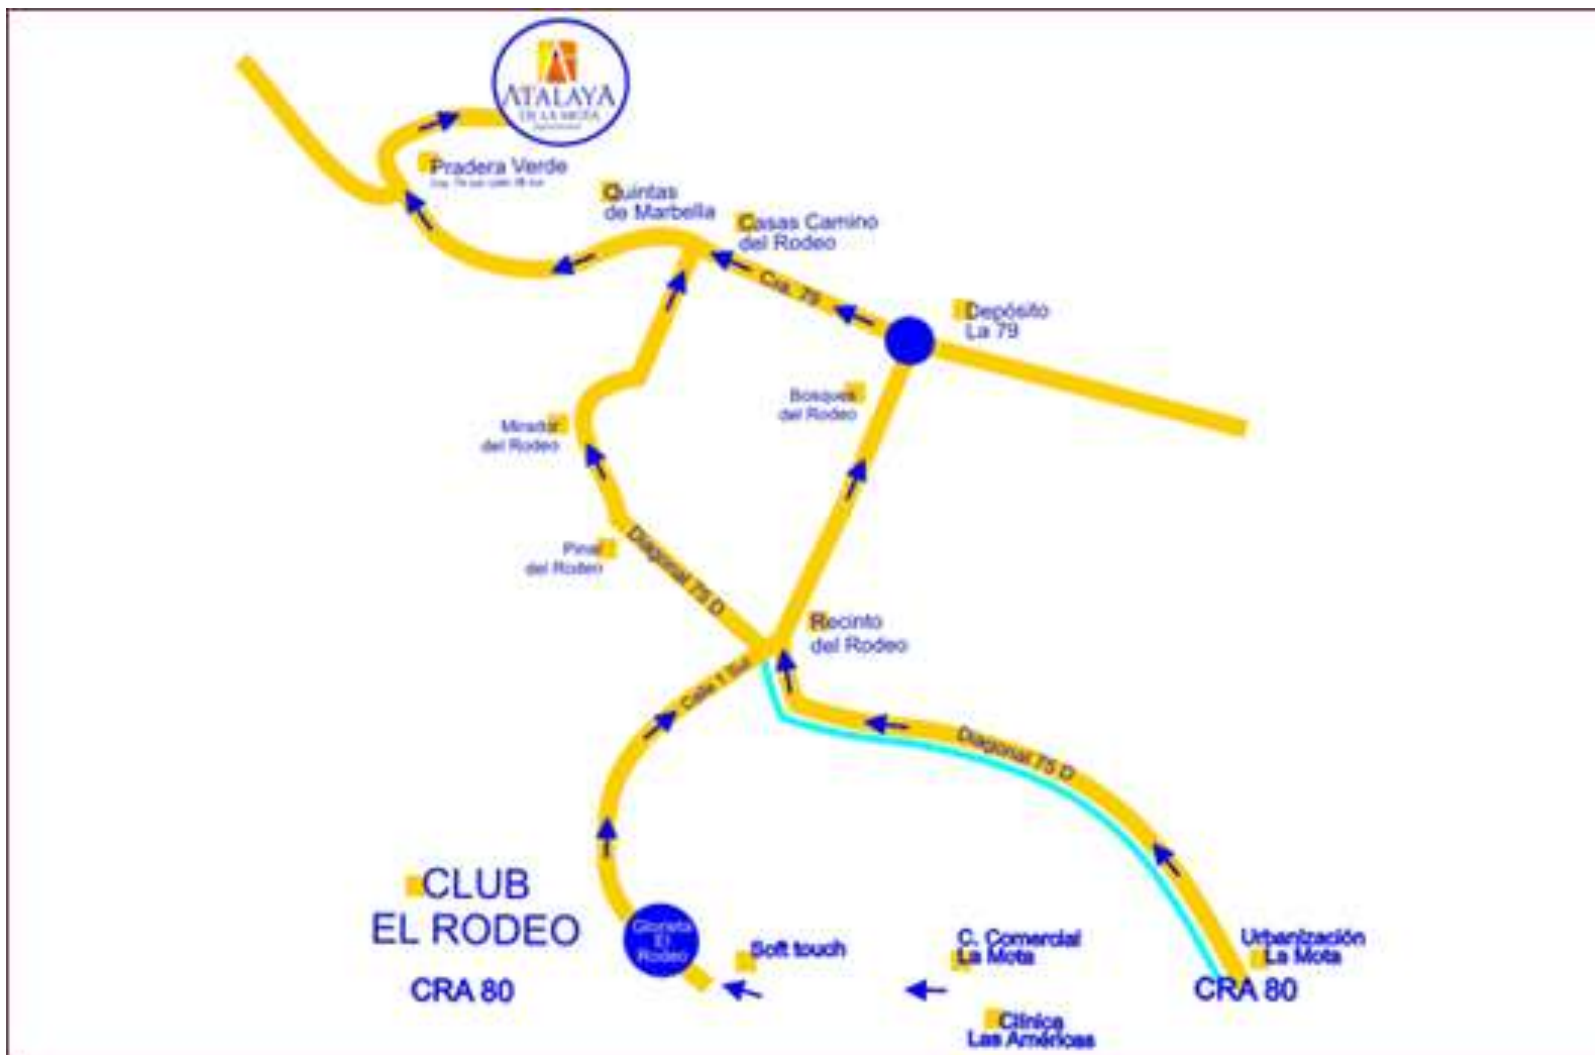 ATALAYA
DE LA MOTA
Pradera Verde
Quintas
de Marbella
Casas Camino
del Rodeo
Cra. 79
Depósito
La 79
Bosques
del Rodeo
Mirador
del Rodeo
Pinar
del Rodeo
Diagonal 75 D
Recinto
del Rodeo
Calle 1 Sur
Diagonal 75 D
CLUB
EL RODEO
CRA 80
Glorieta
El
Rodeo
Soft touch
C. Comercial
La Mota
Clínica
Las Américas
Urbanización
La Mota
CRA 80